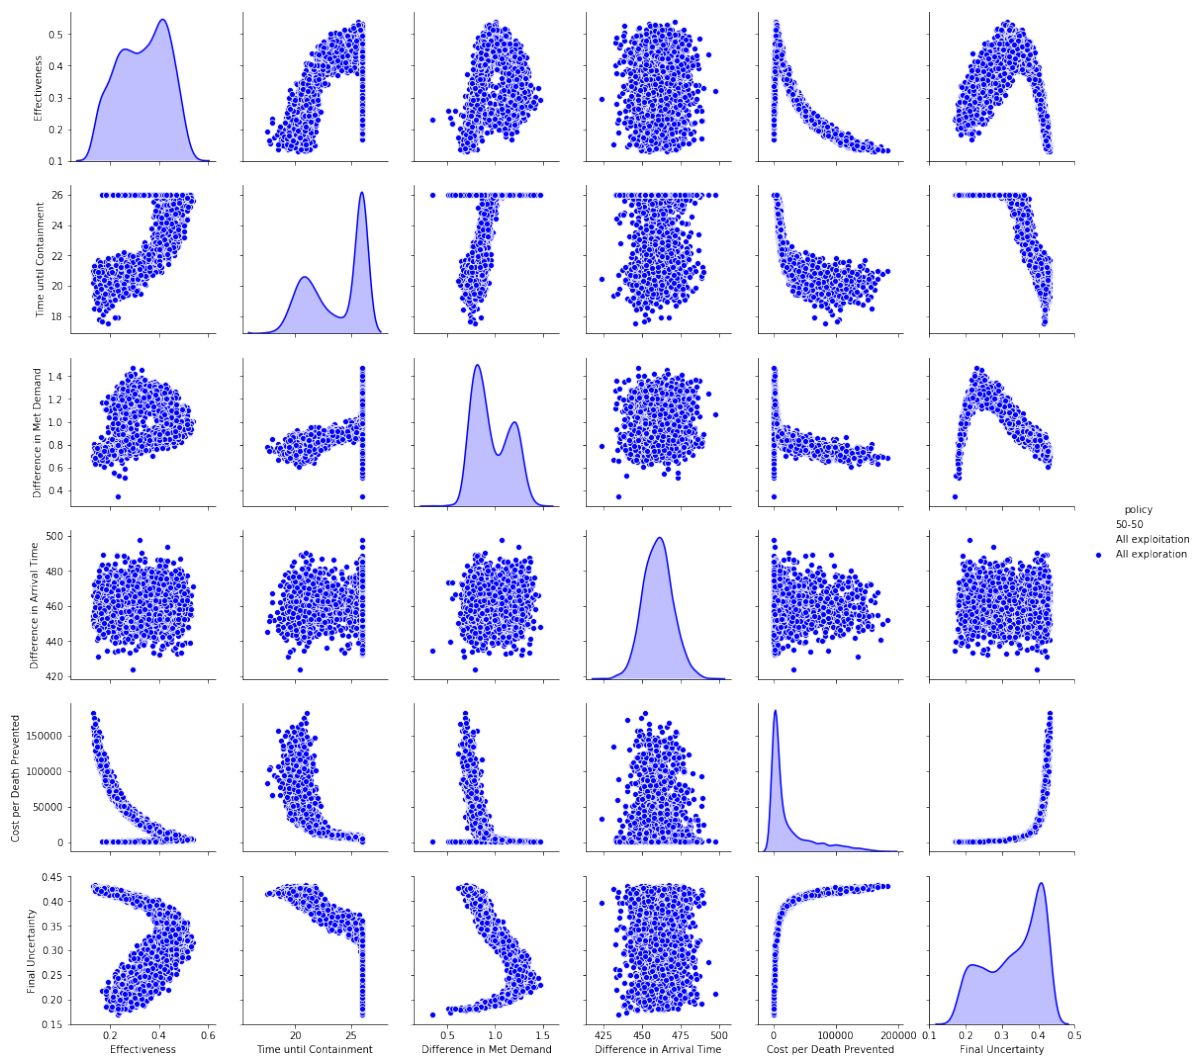 0.5
0.4
0.3
0.2
0.1
Effectiveness
26
24
22
20
18
Time until Containment
1.4
1.2
1.0
0.8
0.6
0.4
Difference in Met Demand
500
480
460
440
420
Difference in Arrival Time
policy
50-50
All exploitation
All exploration
150000
100000
50000
0
Cost per Death Prevented
0.45
0.40
0.35
0.30
0.25
0.20
0.15
Final Uncertainty
0.2 0.4 0.6
Effectiveness
20 25
Time until Containment
0.5 1.0 1.5
Difference in Met Demand
425 450 475 500
Difference in Arrival Time
0 100000 200000
Cost per Death Prevented
0.1 0.2 0.3 0.4 0.5
Final Uncertainty